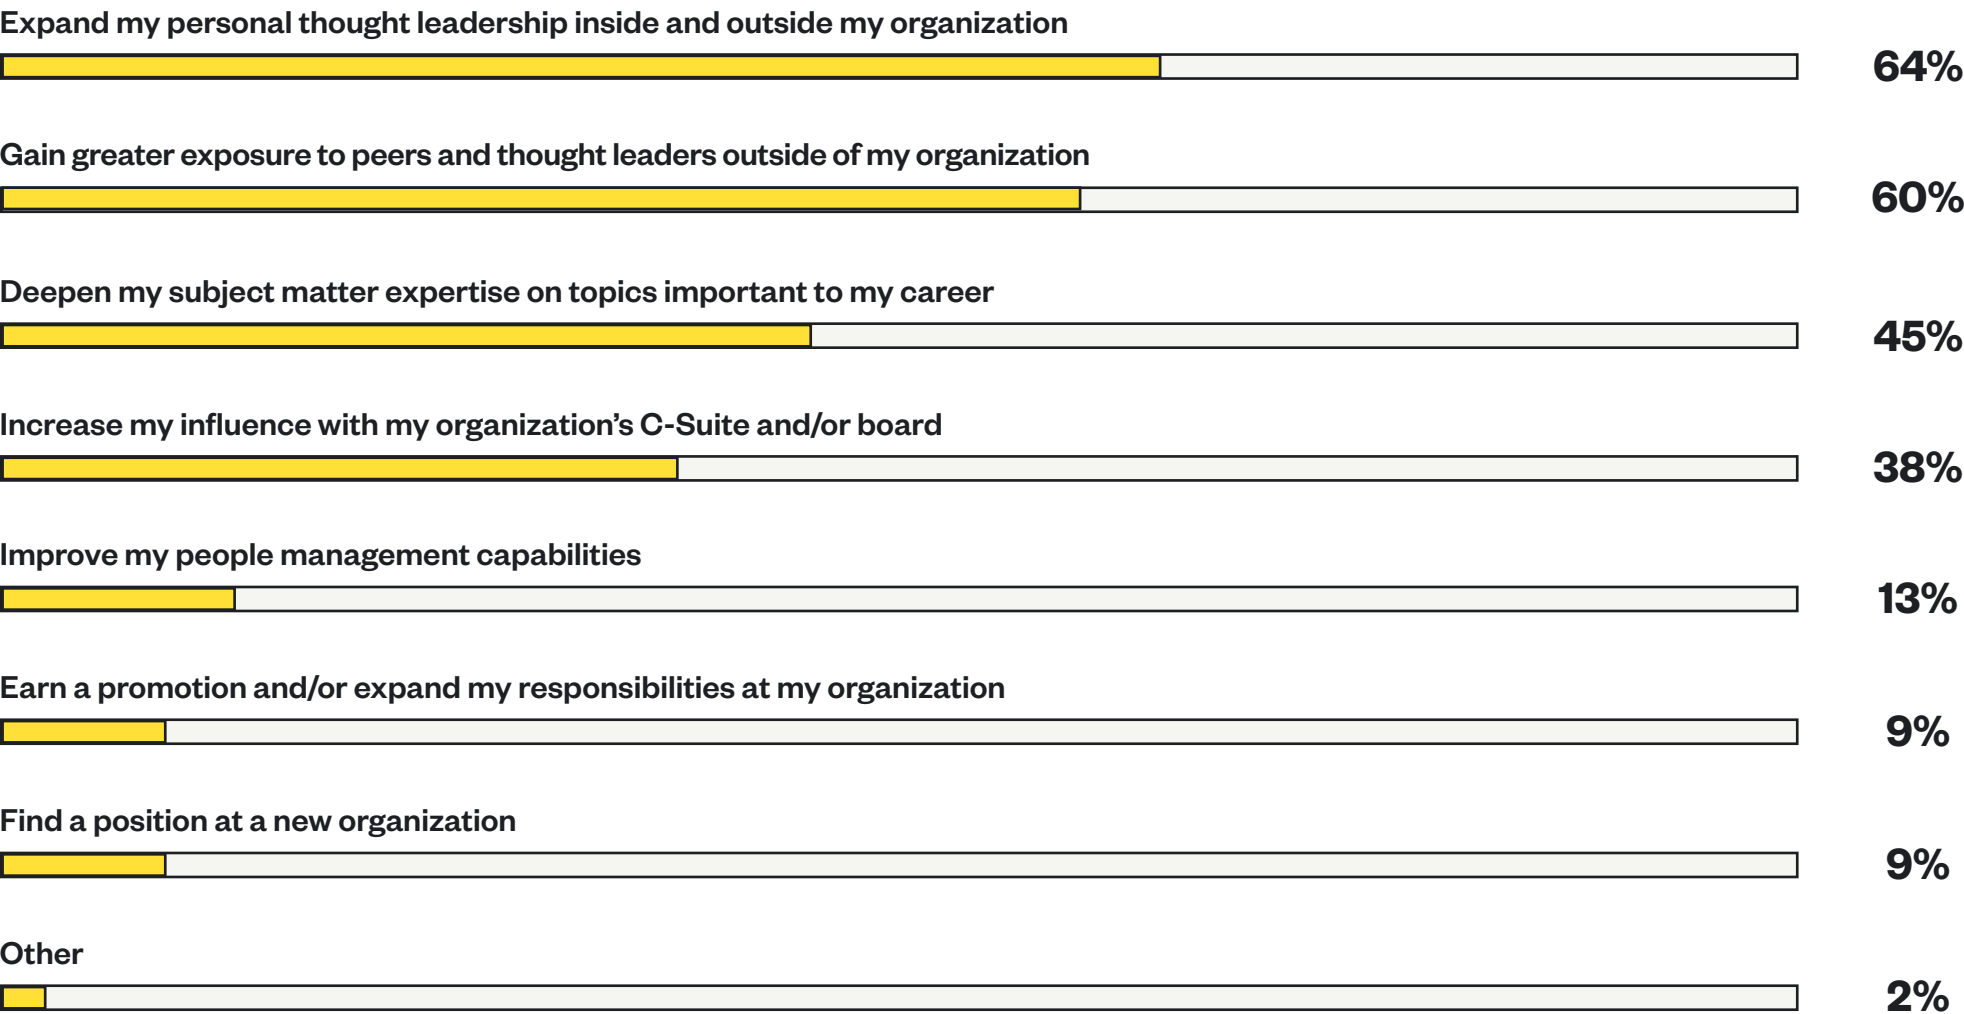 Expand my personal thought leadership inside and outside my organization
64%
Gain greater exposure to peers and thought leaders outside of my organization
60%
Deepen my subject matter expertise on topics important to my career
45%
Increase my influence with my organization’s C-Suite and/or board
38%
Improve my people management capabilities
13%
Earn a promotion and/or expand my responsibilities at my organization
9%
Find a position at a new organization
9%
Other
2%